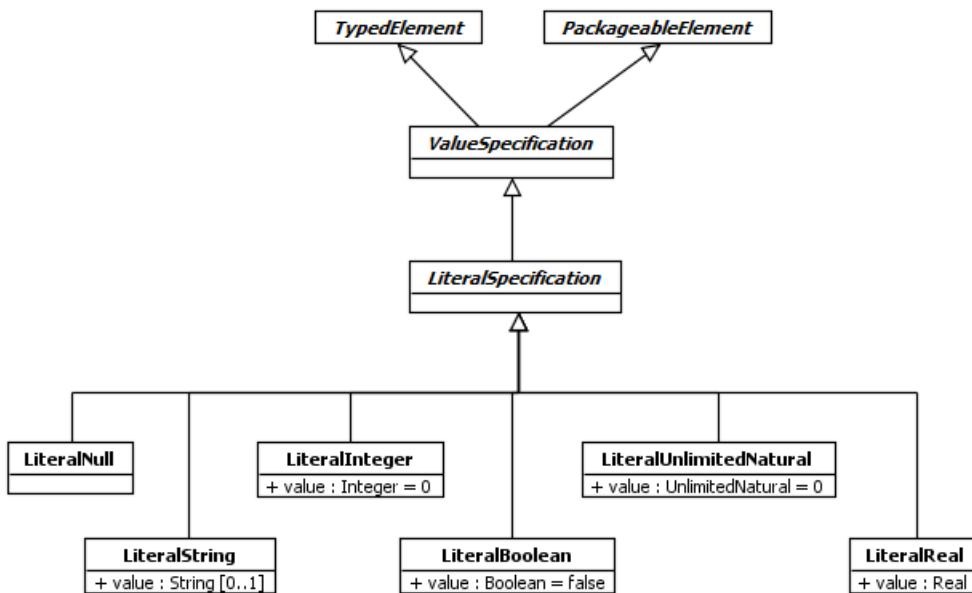 TypedElement
PackageableElement
ValueSpecification
LiteralSpecification
LiteralNull
LiteralInteger
+ value : Integer = 0
LiteralUnlimitedNatural
+ value : UnlimitedNatural = 0
LiteralString
+ value : String [0..1]
LiteralBoolean
+ value : Boolean = false
LiteralReal
+ value : Real